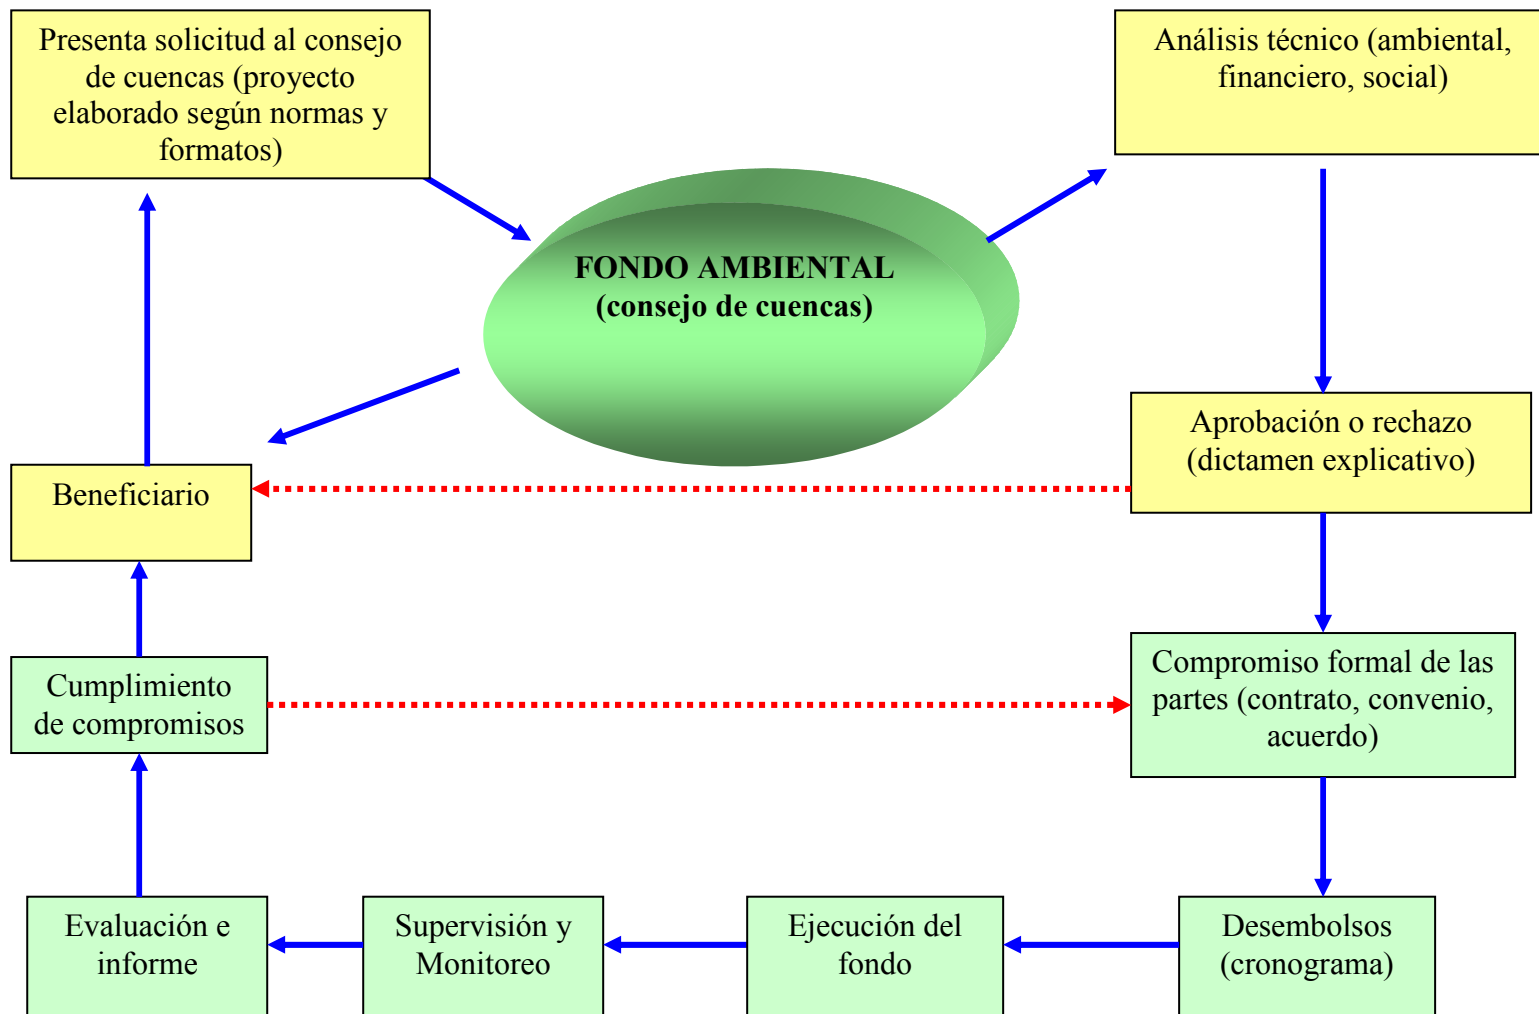 Presenta solicitud al consejo
de cuencas (proyecto
elaborado según normas y
formatos)
Análisis técnico (ambiental,
financiero, social)
FONDO AMBIENTAL
(consejo de cuencas)
Aprobación o rechazo
(dictamen explicativo)
Beneficiario
Cumplimiento
de compromisos
Compromiso formal de las
partes (contrato, convenio,
acuerdo)
Evaluación e
informe
Supervisión y
Monitoreo
Ejecución del
fondo
Desembolsos
(cronograma)